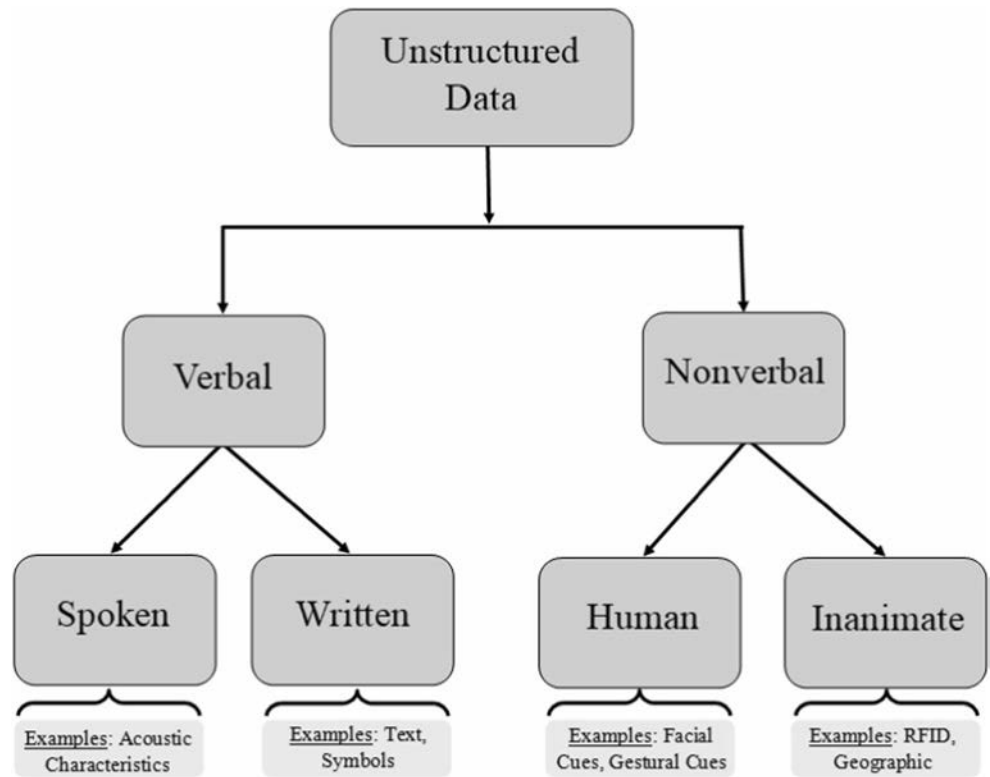 Unstructured
Data
Verbal
Nonverbal
Spoken
Written
Human
Inanimate
Examples: Acoustic
Characteristics
Examples: Text,
Symbols
Examples: Facial
Cues, Gestural Cues
Examples: RFID,
Geographic